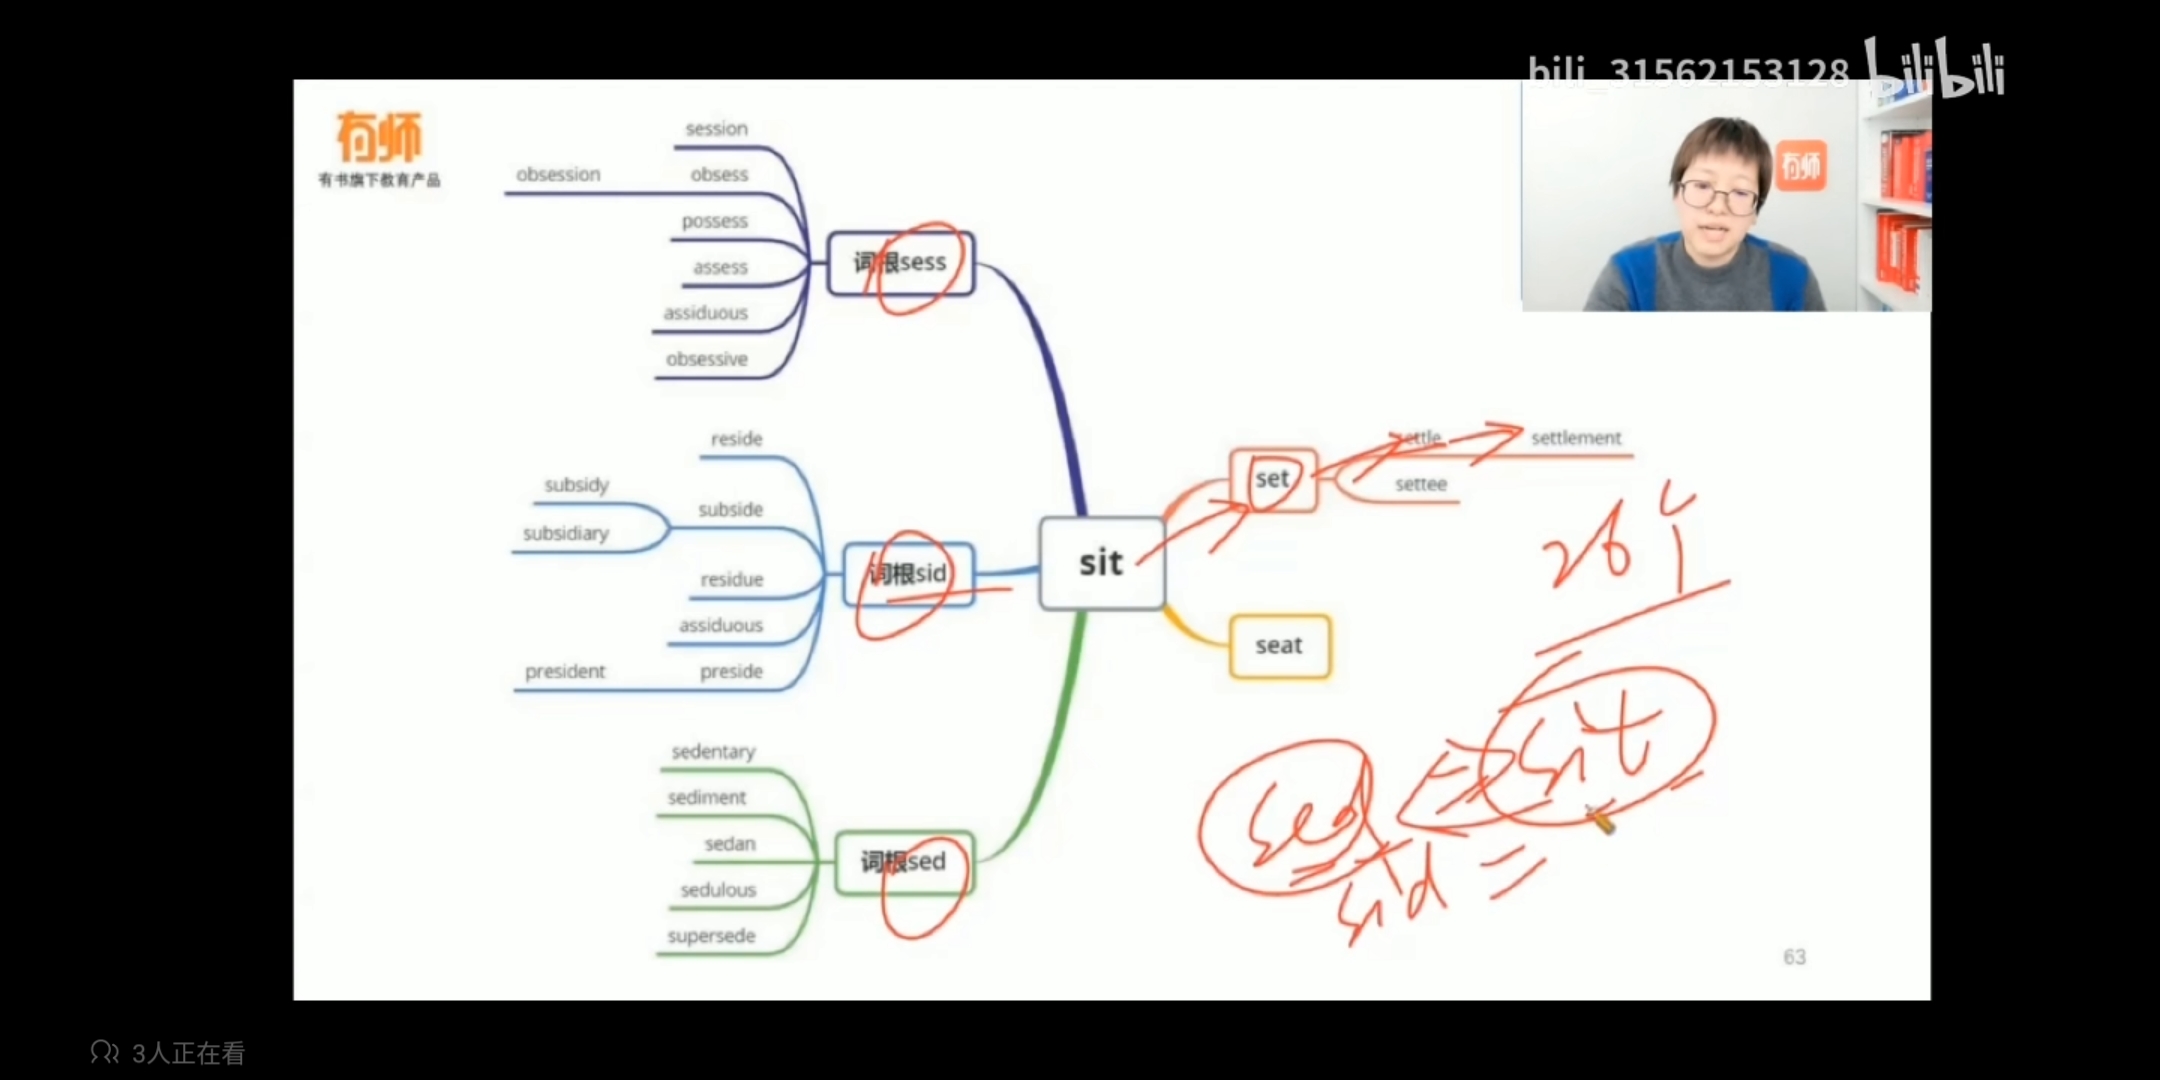 bili_31562153128 bilibili
有师
有书旗下教育产品
有师
session
obsession obsess
possess
assess
assiduous
obsessive
词根sess
reside
subsidy
subside
subsidiary
residue
assiduous
president preside
词根sid
sedentary
sediment
sedan
sedulous
supersede
词根sed
sit
set
settle settlement
settee
seat
26个
sed sit
sid =
63
3人正在看